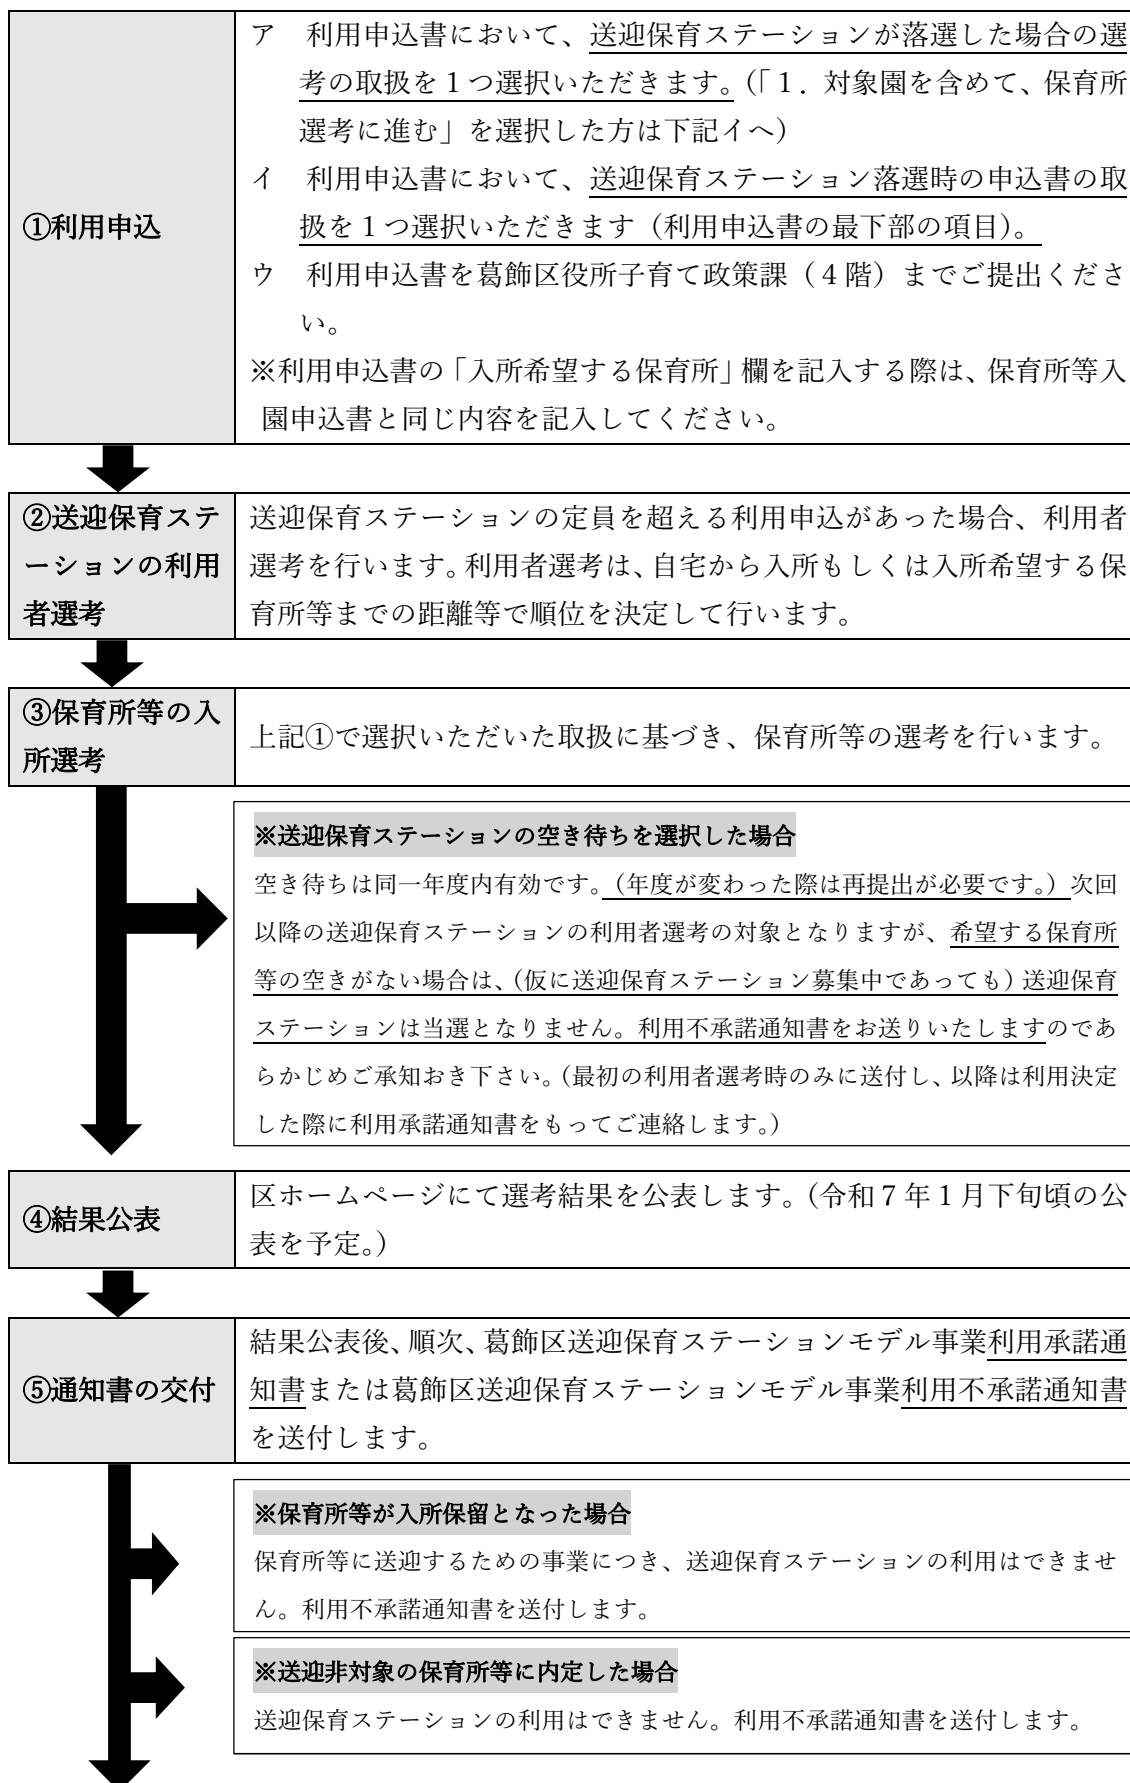 ①利用申込
ア　利用申込書において、送迎保育ステーションが落選した場合の選
考の取扱を１つ選択いただきます。（「１．対象園を含めて、保育所
選考に進む」を選択した方は下記イへ）
イ　利用申込書において、送迎保育ステーション落選時の申込書の取
扱を１つ選択いただきます（利用申込書の最下部の項目）。
ウ　利用申込書を葛飾区役所子育て政策課（４階）までご提出くださ
い。
※利用申込書の「入所希望する保育所」欄を記入する際は、保育所等入
園申込書と同じ内容を記入してください。
②送迎保育ステ
ーションの利用
者選考
送迎保育ステーションの定員を超える利用申込があった場合、利用者
選考を行います。利用者選考は、自宅から入所もしくは入所希望する保
育所等までの距離等で順位を決定して行います。
③保育所等の入
所選考
上記①で選択いただいた取扱に基づき、保育所等の選考を行います。
※送迎保育ステーションの空き待ちを選択した場合
空き待ちは同一年度内有効です。（年度が変わった際は再提出が必要です。）次回
以降の送迎保育ステーションの利用者選考の対象となりますが、希望する保育所
等の空きがない場合は、（仮に送迎保育ステーション募集中であっても）送迎保育
ステーションは当選となりません。利用不承諾通知書をお送りいたしますのであ
らかじめご承知おき下さい。（最初の利用者選考時のみに送付し、以降は利用決定
した際に利用承諾通知書をもってご連絡します。）
④結果公表
区ホームページにて選考結果を公表します。（令和７年１月下旬頃の公
表を予定。）
⑤通知書の交付
結果公表後、順次、葛飾区送迎保育ステーションモデル事業利用承諾通
知書または葛飾区送迎保育ステーションモデル事業利用不承諾通知書
を送付します。
※保育所等が入所保留となった場合
保育所等に送迎するための事業につき、送迎保育ステーションの利用はできませ
ん。利用不承諾通知書を送付します。
※送迎非対象の保育所等に内定した場合
送迎保育ステーションの利用はできません。利用不承諾通知書を送付します。